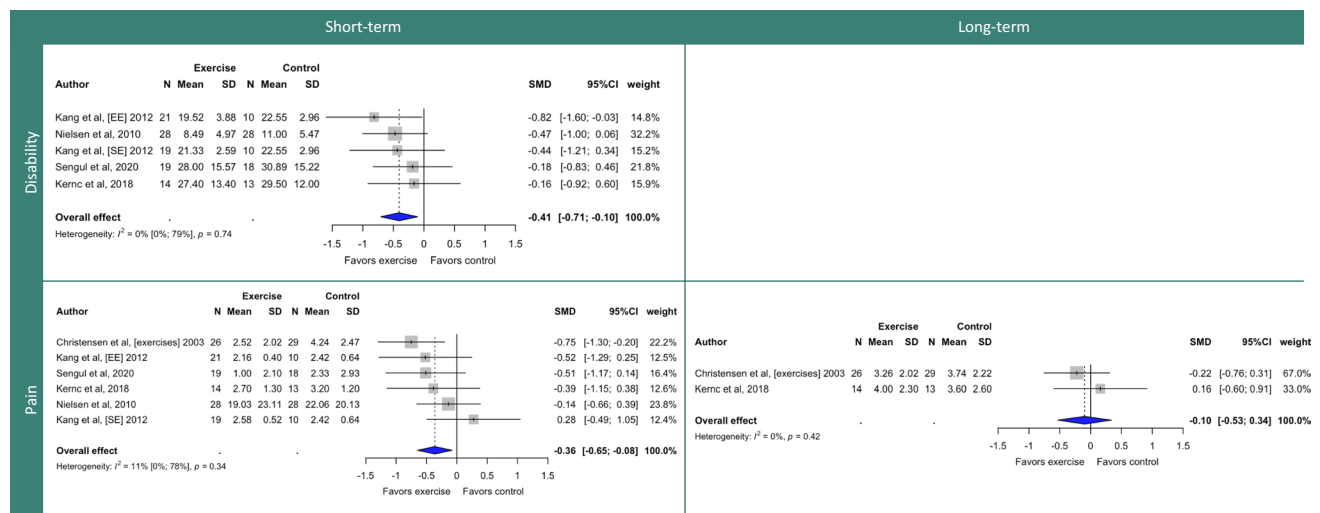 Short-term
Long-term
Disability
Exercise Control
Author N Mean SD N Mean SD SMD 95%CI weight
Kang et al, [EE] 2012 21 19.52 3.88 10 22.55 2.96 -0.82 [-1.60; -0.03] 14.8%
Nielsen et al, 2010 28 8.49 4.97 28 11.00 5.47 -0.47 [-1.00; 0.06] 32.2%
Kang et al, [SE] 2012 19 21.33 2.59 10 22.55 2.96 -0.44 [-1.21; 0.34] 15.2%
Sengul et al, 2020 19 28.00 15.57 18 30.89 15.22 -0.18 [-0.83; 0.46] 21.8%
Kernc et al, 2018 14 27.40 13.40 13 29.50 12.00 -0.16 [-0.92; 0.60] 15.9%
Overall effect . . -0.41 [-0.71; -0.10] 100.0%
Heterogeneity: I² = 0% [0%; 79%], p = 0.74
-1.5 -1 -0.5 0 0.5 1 1.5
Favors exercise Favors control
Pain
Exercise Control
Author N Mean SD N Mean SD SMD 95%CI weight
Christensen et al, [exercises] 2003 26 2.52 2.02 29 4.24 2.47 -0.75 [-1.30; -0.20] 22.2%
Kang et al, [EE] 2012 21 2.16 0.40 10 2.42 0.64 -0.52 [-1.29; 0.25] 12.5%
Sengul et al, 2020 19 1.00 2.10 18 2.33 2.93 -0.51 [-1.17; 0.14] 16.4%
Kernc et al, 2018 14 2.70 1.30 13 3.20 1.20 -0.39 [-1.15; 0.38] 12.6%
Nielsen et al, 2010 28 19.03 23.11 28 22.06 20.13 -0.14 [-0.66; 0.39] 23.8%
Kang et al, [SE] 2012 19 2.58 0.52 10 2.42 0.64 0.28 [-0.49; 1.05] 12.4%
Overall effect . . -0.36 [-0.65; -0.08] 100.0%
Heterogeneity: I² = 11% [0%; 78%], p = 0.34
-1.5 -1 -0.5 0 0.5 1 1.5
Favors exercise Favors control
Exercise Control
Author N Mean SD N Mean SD SMD 95%CI weight
Christensen et al, [exercises] 2003 26 3.26 2.02 29 3.74 2.22 -0.22 [-0.76; 0.31] 67.0%
Kernc et al, 2018 14 4.00 2.30 13 3.60 2.60 0.16 [-0.60; 0.91] 33.0%
Overall effect . . -0.10 [-0.53; 0.34] 100.0%
Heterogeneity: I² = 0%, p = 0.42
-1.5 -1 -0.5 0 0.5 1 1.5
Favors exercise Favors control